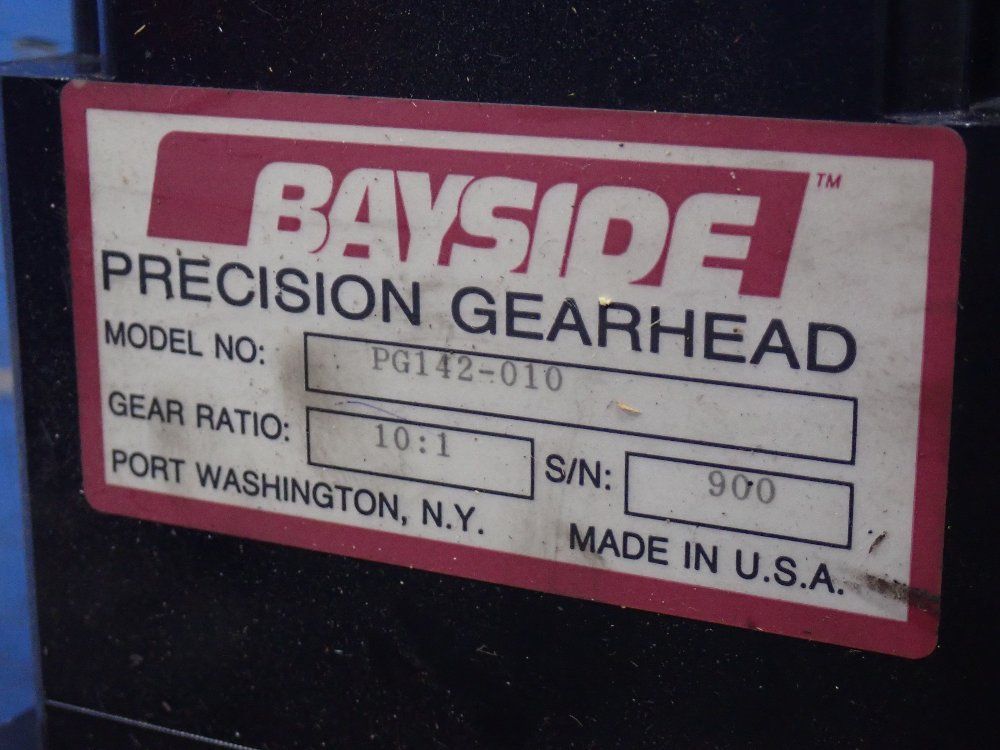 BAYSIDE™
PRECISION GEARHEAD
MODEL NO: PG142-010
GEAR RATIO: 10:1 S/N: 900
PORT WASHINGTON, N.Y. MADE IN U.S.A.